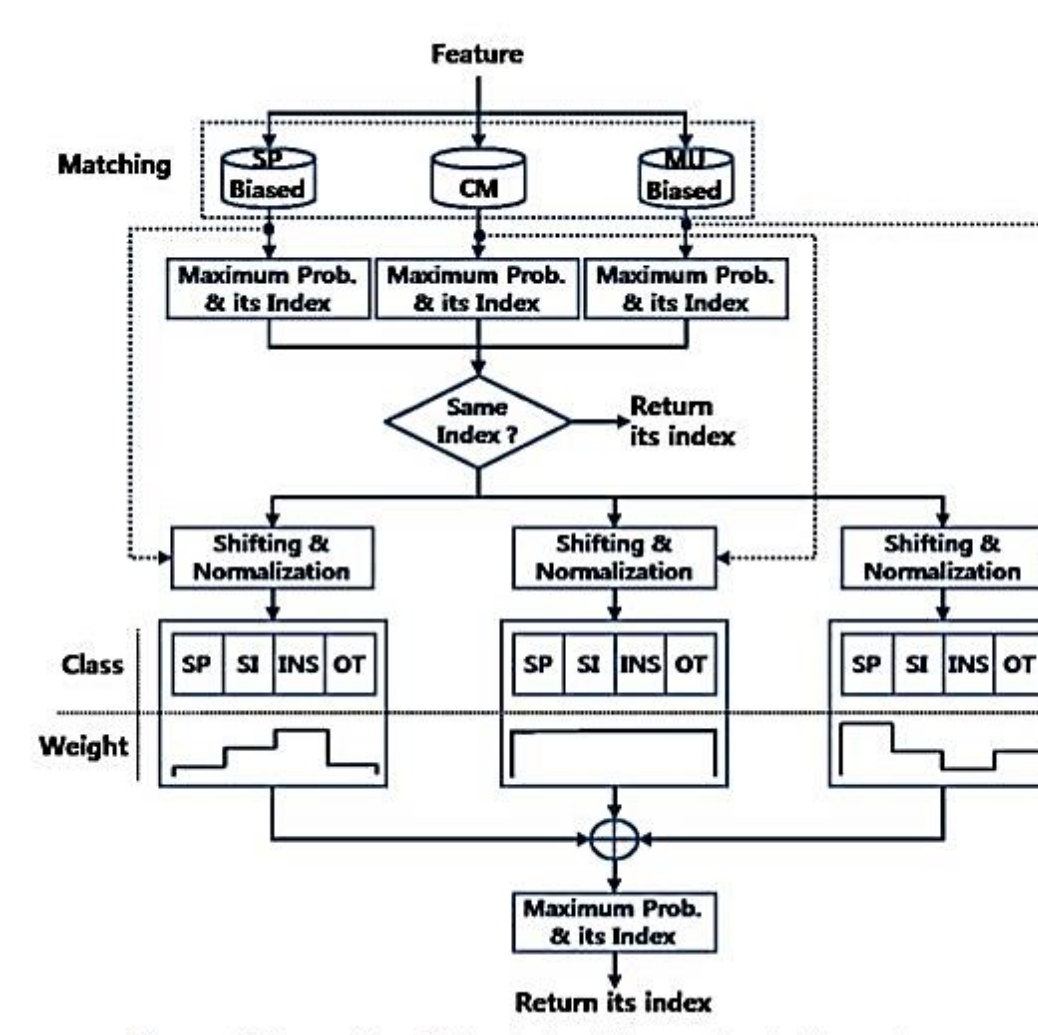 Feature
Matching
SP
Biased
CM
MU
Biased
Maximum Prob.
& its Index
Maximum Prob.
& its Index
Maximum Prob.
& its Index
Same
Index ?
Return
its index
Shifting &
Normalization
Shifting &
Normalization
Shifting &
Normalization
Class
SP SI INS OT
SP SI INS OT
SP SI INS OT
Weight
Maximum Prob.
& its Index
Return its index